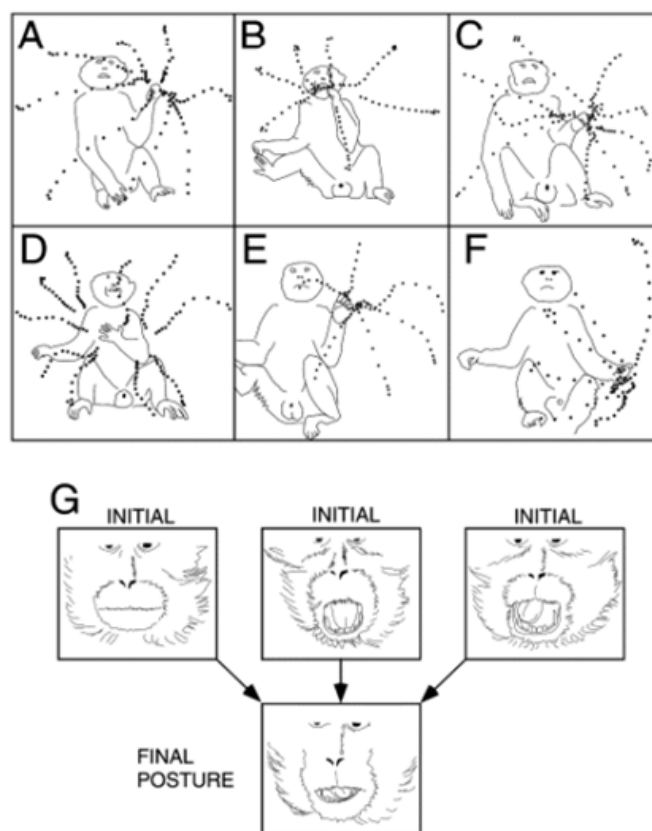 A B C
D E F
G
INITIAL INITIAL INITIAL
FINAL
POSTURE